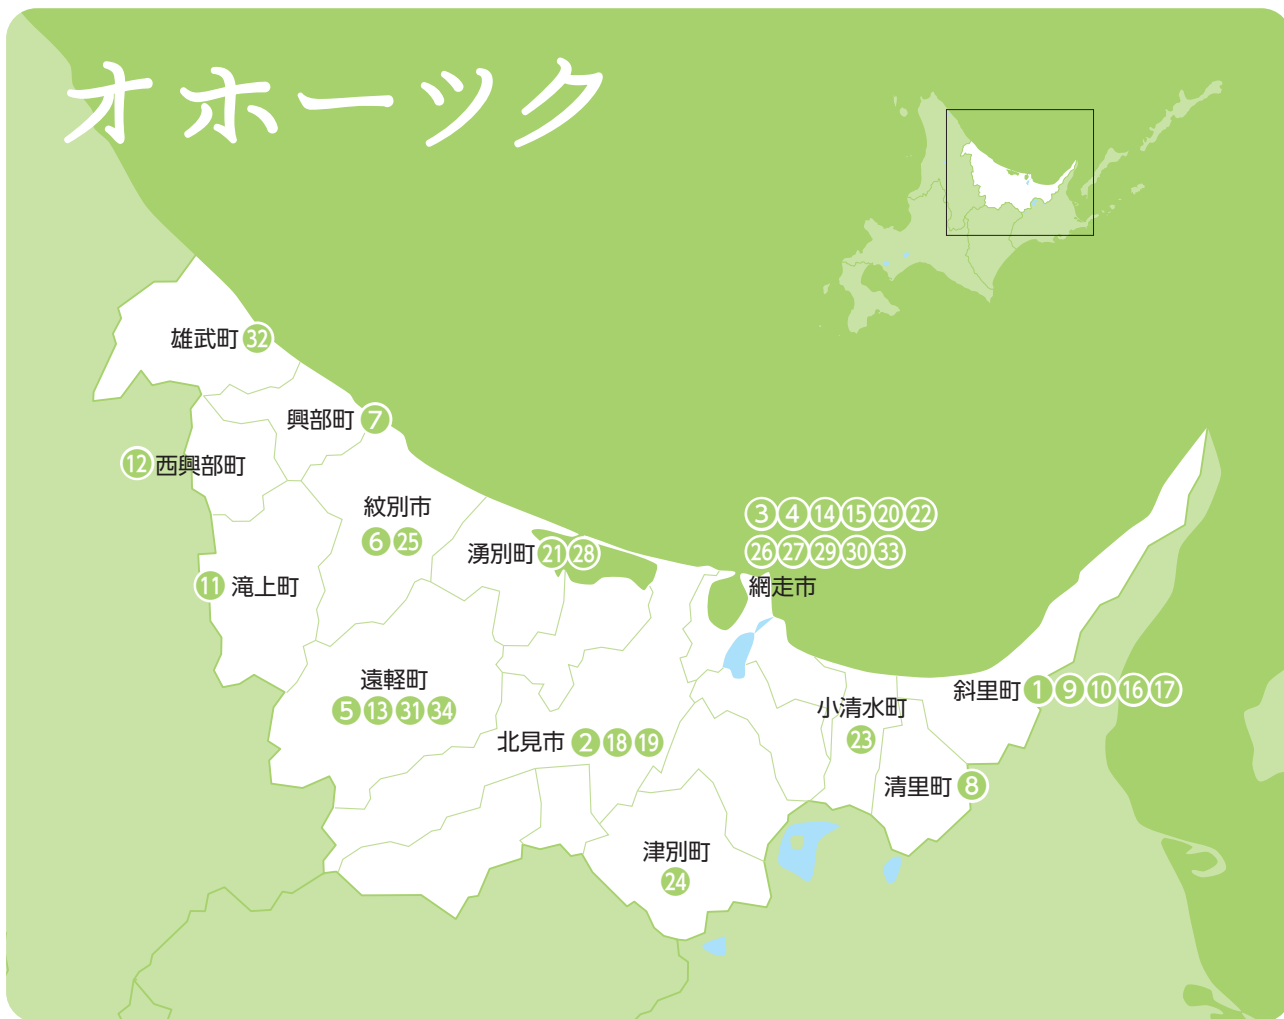 オホーツク
雄武町 32
興部町 7
12 西興部町
紋別市
6 25
湧別町 21 28
3 4 14 15 20 22
26 27 29 30 33
網走市
11 滝上町
遠軽町
5 13 31 34
北見市 2 18 19
小清水町
23
斜里町 1 9 10 16 17
清里町 8
津別町
24